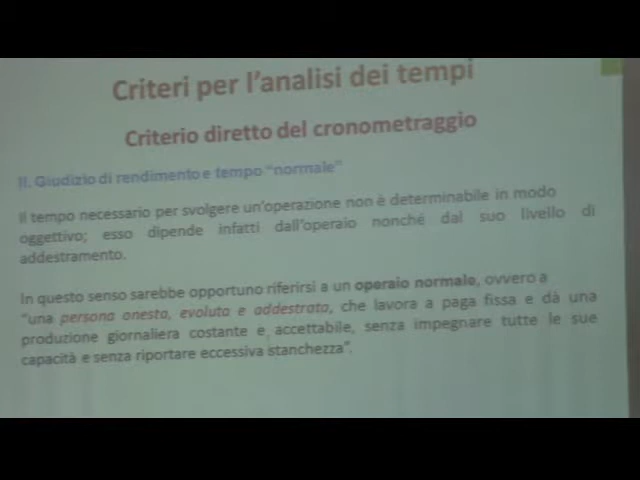 Criteri per l'analisi dei tempi
Criterio diretto del cronometraggio
II. Giudizio di rendimento e tempo "normale"
Il tempo necessario per svolgere un'operazione non è determinabile in modo
oggettivo; esso dipende infatti dall'operaio nonché dal suo livello di
addestramento.
In questo senso sarebbe opportuno riferirsi a un operaio normale, ovvero a
"una persona onesta, evoluta e addestrata, che lavora a paga fissa e dà una
produzione giornaliera costante e accettabile, senza impegnare tutte le sue
capacità e senza riportare eccessiva stanchezza".